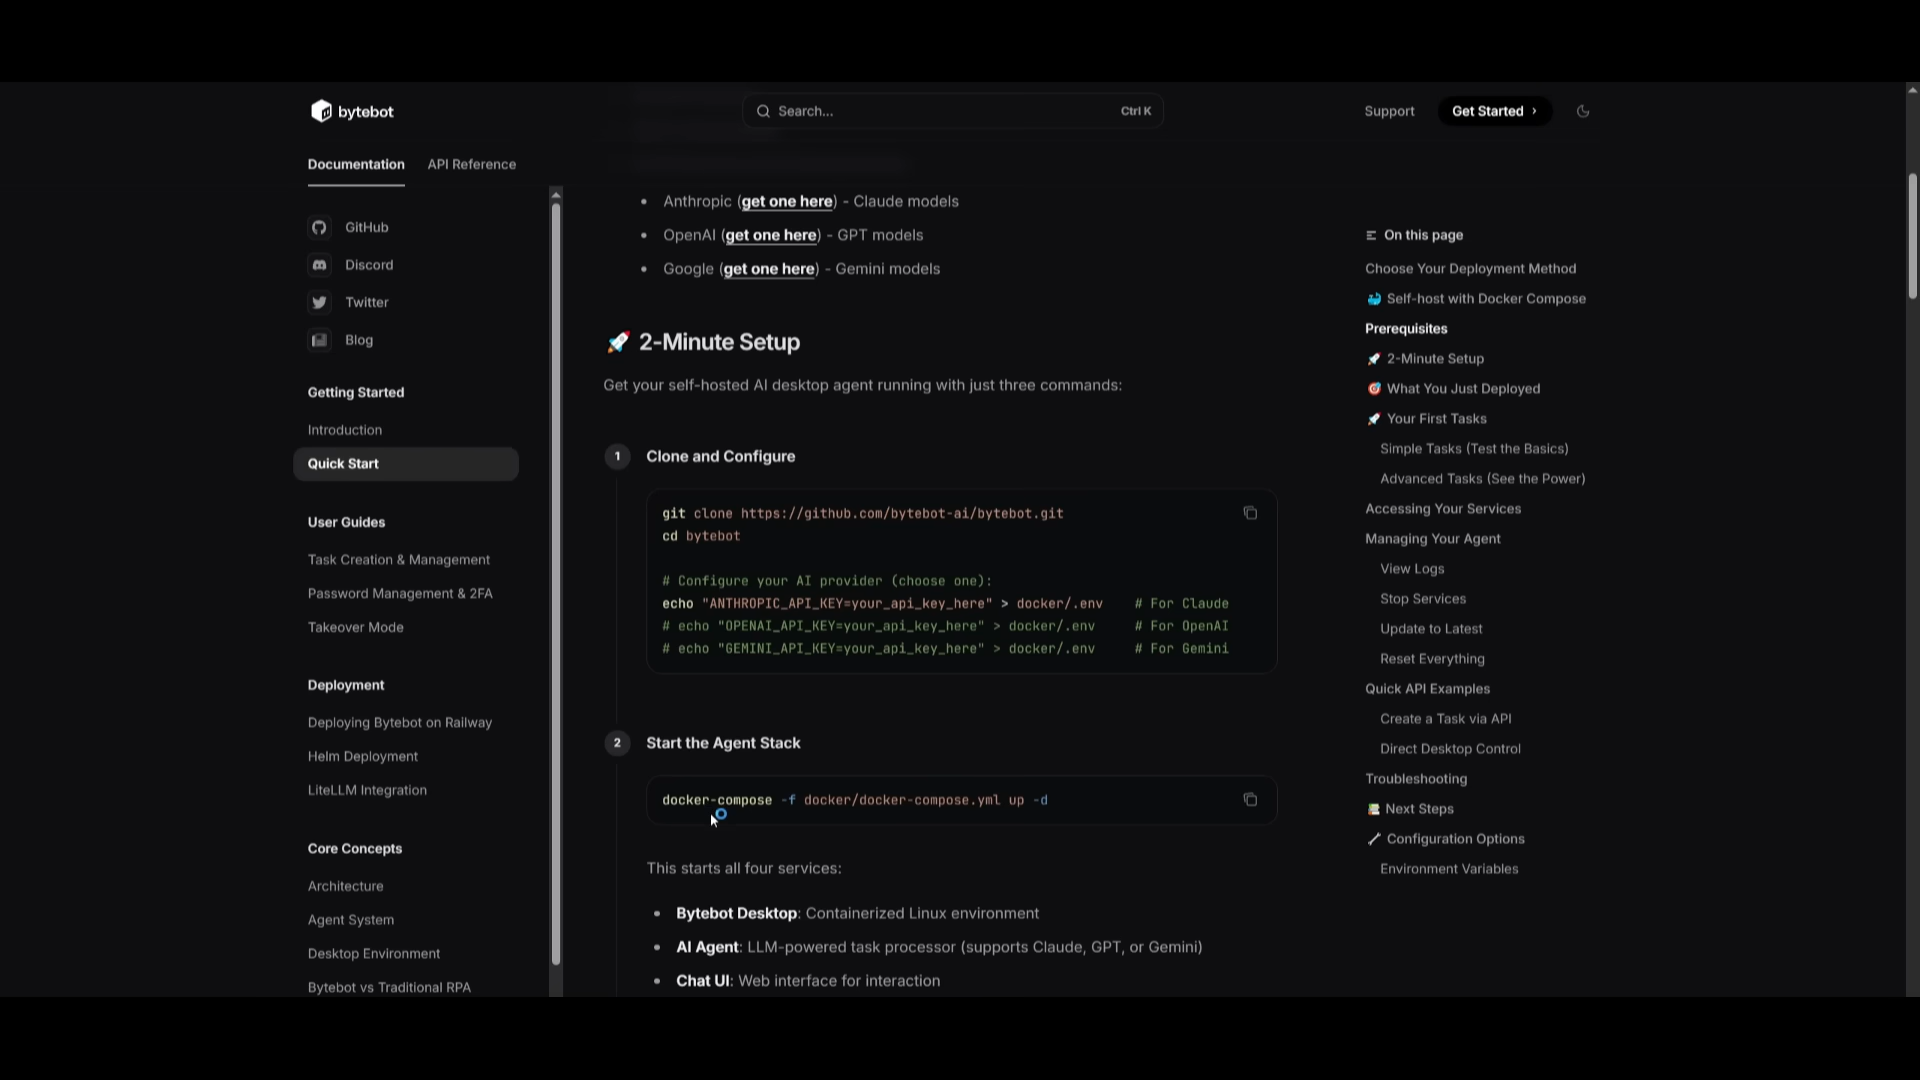 bytebot
Search...
Ctrl K
Support
Get Started
Documentation
API Reference
GitHub
Discord
Twitter
Blog
Getting Started
Introduction
Quick Start
User Guides
Task Creation & Management
Password Management & 2FA
Takeover Mode
Deployment
Deploying Bytebot on Railway
Helm Deployment
LiteLLM Integration
Core Concepts
Architecture
Agent System
Desktop Environment
Bytebot vs Traditional RPA
Anthropic (get one here) - Claude models
OpenAI (get one here) - GPT models
Google (get one here) - Gemini models
🚀 2-Minute Setup
Get your self-hosted AI desktop agent running with just three commands:
1 Clone and Configure
git clone https://github.com/bytebot-ai/bytebot.git
cd bytebot
# Configure your AI provider (choose one):
echo "ANTHROPIC_API_KEY=your_api_key_here" > docker/.env # For Claude
# echo "OPENAI_API_KEY=your_api_key_here" > docker/.env # For OpenAI
# echo "GEMINI_API_KEY=your_api_key_here" > docker/.env # For Gemini
2 Start the Agent Stack
docker-compose -f docker/docker-compose.yml up -d
This starts all four services:
Bytebot Desktop: Containerized Linux environment
AI Agent: LLM-powered task processor (supports Claude, GPT, or Gemini)
Chat UI: Web interface for interaction
On this page
Choose Your Deployment Method
🐳 Self-host with Docker Compose
Prerequisites
🚀 2-Minute Setup
🎯 What You Just Deployed
🚀 Your First Tasks
Simple Tasks (Test the Basics)
Advanced Tasks (See the Power)
Accessing Your Services
Managing Your Agent
View Logs
Stop Services
Update to Latest
Reset Everything
Quick API Examples
Create a Task via API
Direct Desktop Control
Troubleshooting
📚 Next Steps
🔧 Configuration Options
Environment Variables